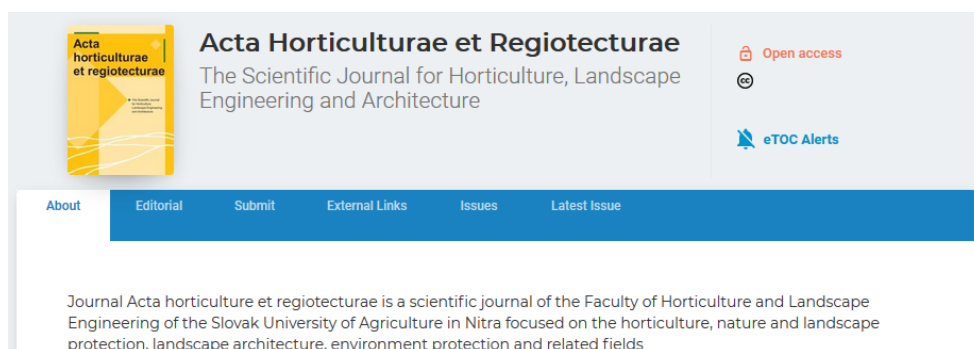 Acta
horticulturae
et regiotecturae
Acta Horticulturae et Regiotecturae
The Scientific Journal for Horticulture, Landscape
Engineering and Architecture
Open access
cc
eTOC Alerts
About Editorial Submit External Links Issues Latest Issue
Journal Acta horticulture et regiotecturae is a scientific journal of the Faculty of Horticulture and Landscape
Engineering of the Slovak University of Agriculture in Nitra focused on the horticulture, nature and landscape
protection, landscape architecture, environment protection and related fields